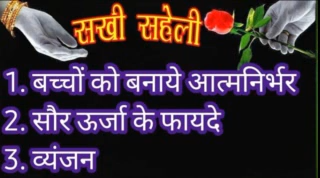 सखी सहेली
1. बच्चों को बनाये आत्मनिर्भर
2. सौर ऊर्जा के फायदे
3. व्यंजन